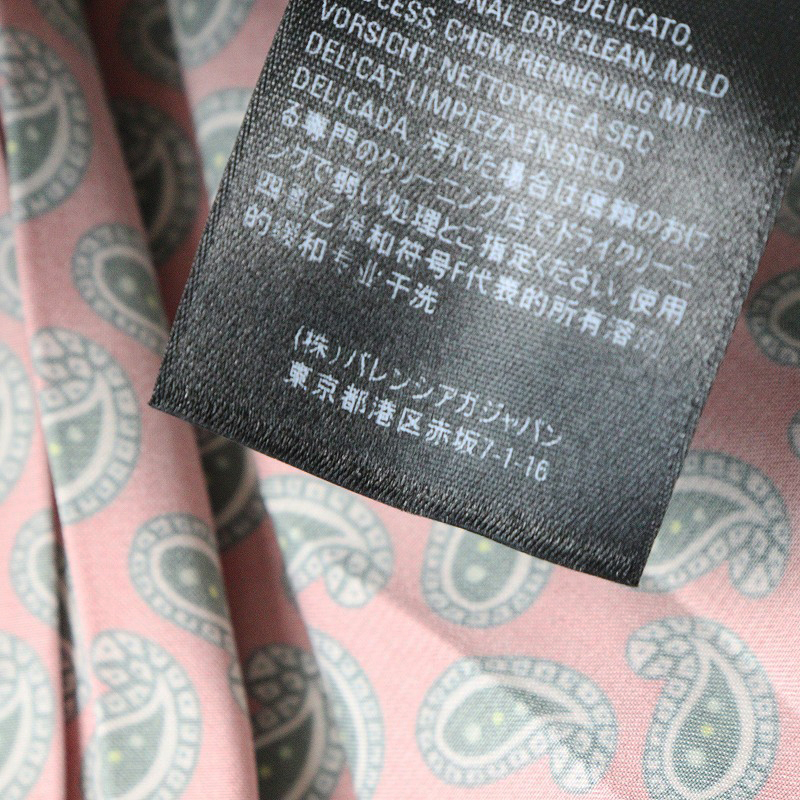 DELICATO,
DRY CLEAN, MILD
CHEM.REINIGUNG MIT
VORSICHT, NETTOYAGE A SEC
DELICAT, LIMPIEZA EN SECO
DELICADA, 汚れた場合は信頼のおけ
る専門のクリーニング店でドライクリーニ
ングで弱い処理とご指定ください, 使用
四氯乙烯和符号F代表的所有溶剂
的缓和专业干洗
(株)バレンシアガジャパン
東京都港区赤坂7-1-16